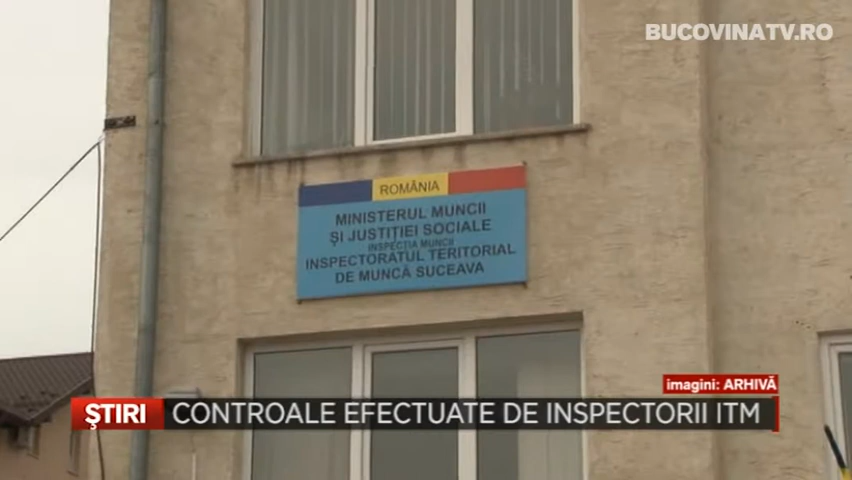 BUCOVINATV.RO
ROMÂNIA
MINISTERUL MUNCII
ȘI JUSTIȚIEI SOCIALE
INSPECȚIA MUNCII
INSPECTORATUL TERITORIAL
DE MUNCĂ SUCEAVA
imagini: ARHIVĂ
ŞTIRI CONTROALE EFECTUATE DE INSPECTORII ITM